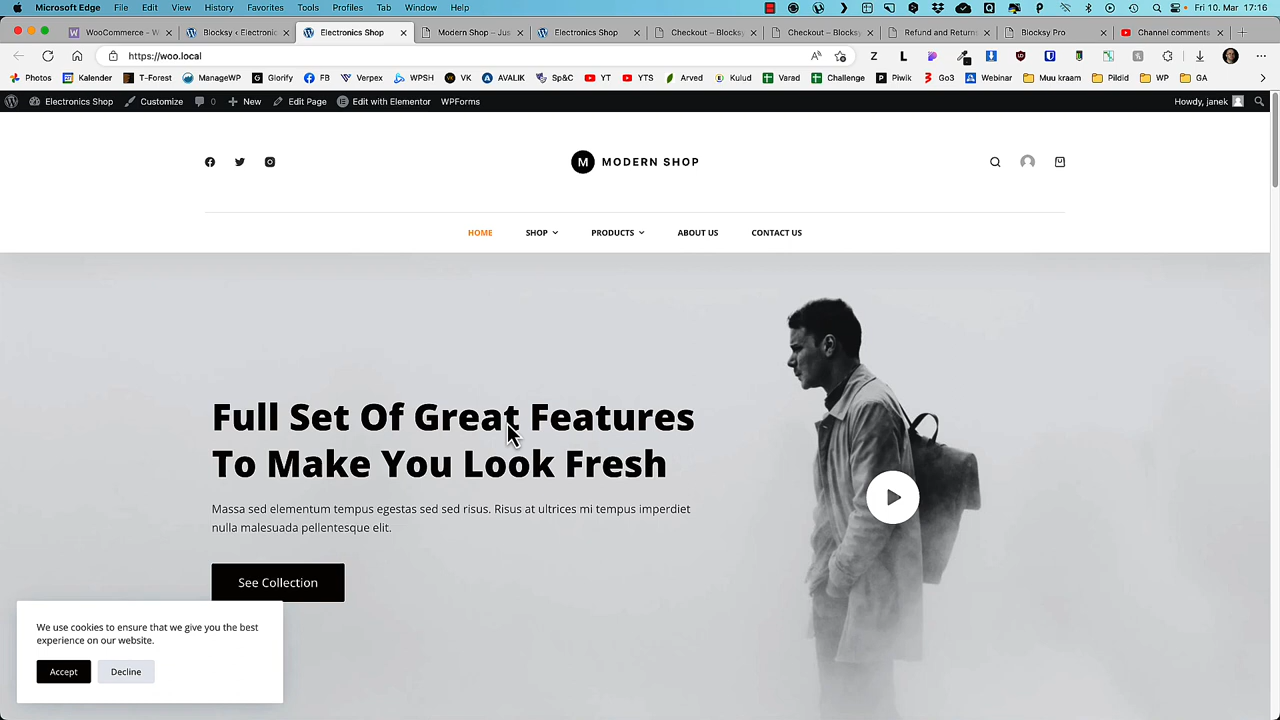 Microsoft Edge File Edit View History Favorites Tools Profiles Tab Window Help Fri 10. Mar 17:16
WooCommerce - W
Blocksy ‹ Electronic
Electronics Shop
Modern Shop – Jus
Electronics Shop
Checkout – Blocksy
Checkout – Blocksy
Refund and Return
Blocksy Pro
Channel comments
https://woo.local
Photos Kalender T-Forest ManageWP Glorify FB Verpex WPSH VK AVALIK Sp&C YT YTS Arved Kulud Varad Challenge Piwik Go3 Webinar Muu kraam Pildid WP GA
Electronics Shop Customize 0 New Edit Page Edit with Elementor WPForms Howdy, janek
M MODERN SHOP
HOME SHOP PRODUCTS ABOUT US CONTACT US
Full Set Of Great Features
To Make You Look Fresh
Massa sed elementum tempus egestas sed sed risus. Risus at ultrices mi tempus imperdiet
nulla malesuada pellentesque elit.
See Collection
We use cookies to ensure that we give you the best
experience on our website.
Accept Decline